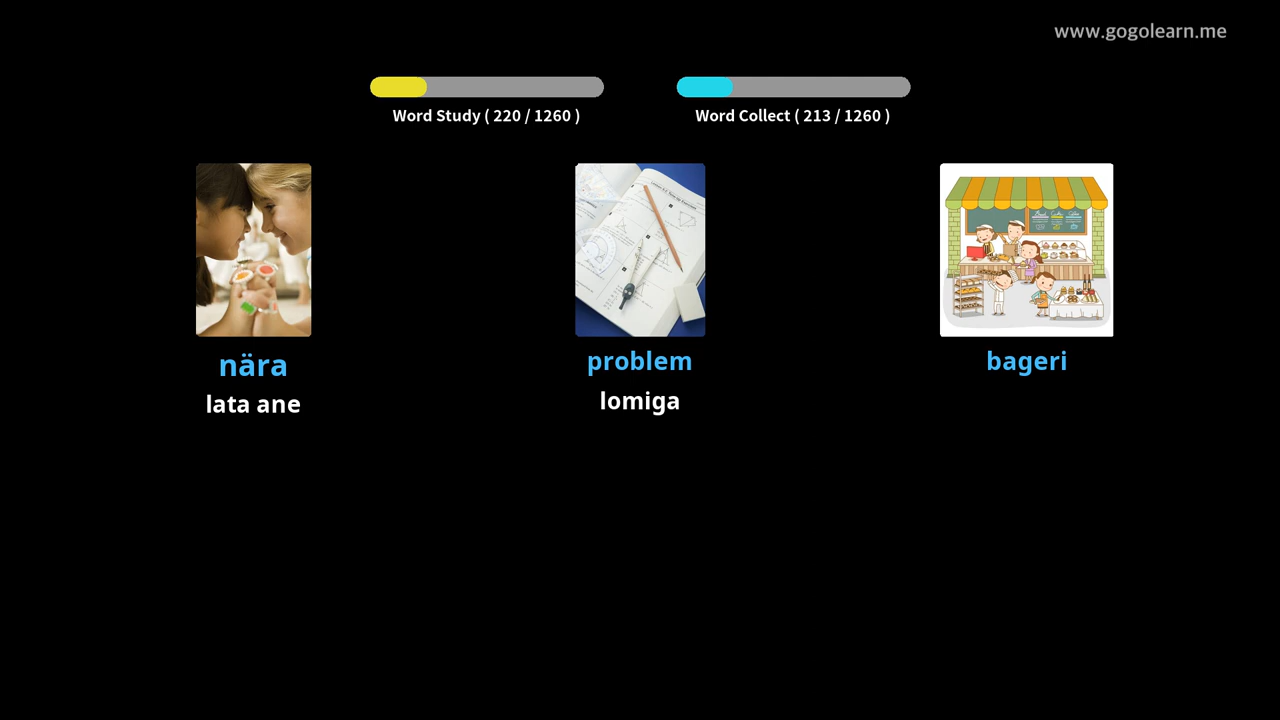 www.gogolearn.me
Word Study ( 220 / 1260 )
Word Collect ( 213 / 1260 )
nära
lata ane
problem
lomiga
bageri